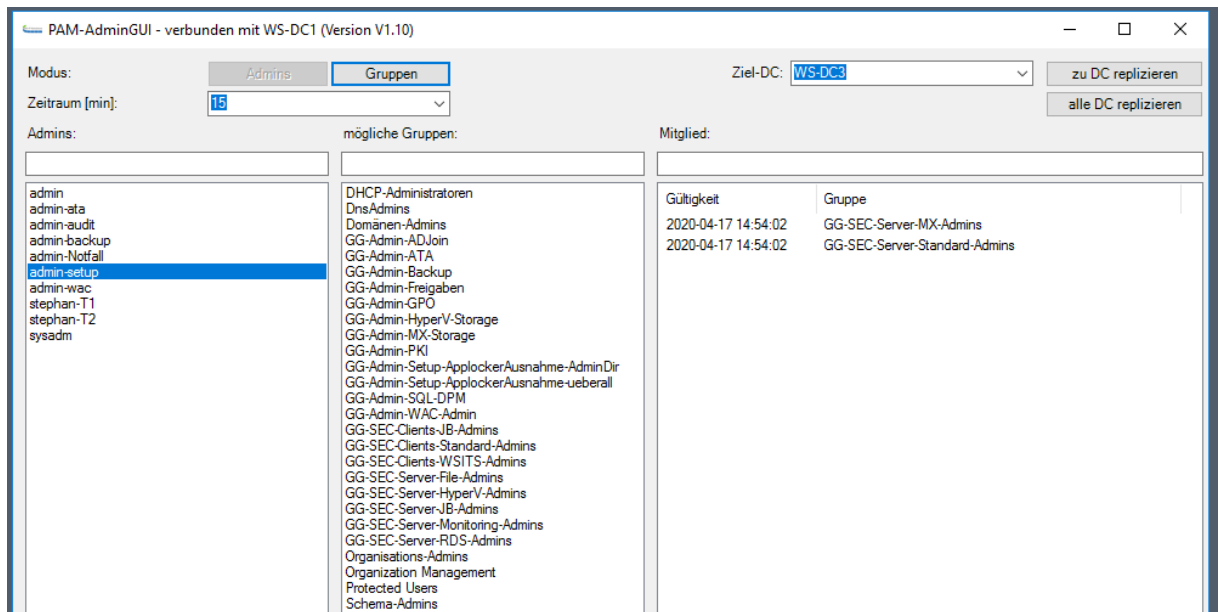 PAM-AdminGUI - verbunden mit WS-DC1 (Version V1.10)
Modus: Admins Gruppen Ziel-DC: WS-DC3 zu DC replizieren
Zeitraum [min]: 15 alle DC replizieren
Admins: mögliche Gruppen: Mitglied:
admin
admin-ata
admin-audit
admin-backup
admin-Notfall
admin-setup
admin-wac
stephan-T1
stephan-T2
sysadm
DHCP-Administratoren
DnsAdmins
Domänen-Admins
GG-Admin-ADJoin
GG-Admin-ATA
GG-Admin-Backup
GG-Admin-Freigaben
GG-Admin-GPO
GG-Admin-HyperV-Storage
GG-Admin-MX-Storage
GG-Admin-PKI
GG-Admin-Setup-ApplockerAusnahme-AdminDir
GG-Admin-Setup-ApplockerAusnahme-ueberall
GG-Admin-SQL-DPM
GG-Admin-WAC-Admin
GG-SEC-Clients-JB-Admins
GG-SEC-Clients-Standard-Admins
GG-SEC-Clients-WSITS-Admins
GG-SEC-Server-File-Admins
GG-SEC-Server-HyperV-Admins
GG-SEC-Server-JB-Admins
GG-SEC-Server-Monitoring-Admins
GG-SEC-Server-RDS-Admins
Organisations-Admins
Organization Management
Protected Users
Schema-Admins
Gültigkeit Gruppe
2020-04-17 14:54:02 GG-SEC-Server-MX-Admins
2020-04-17 14:54:02 GG-SEC-Server-Standard-Admins